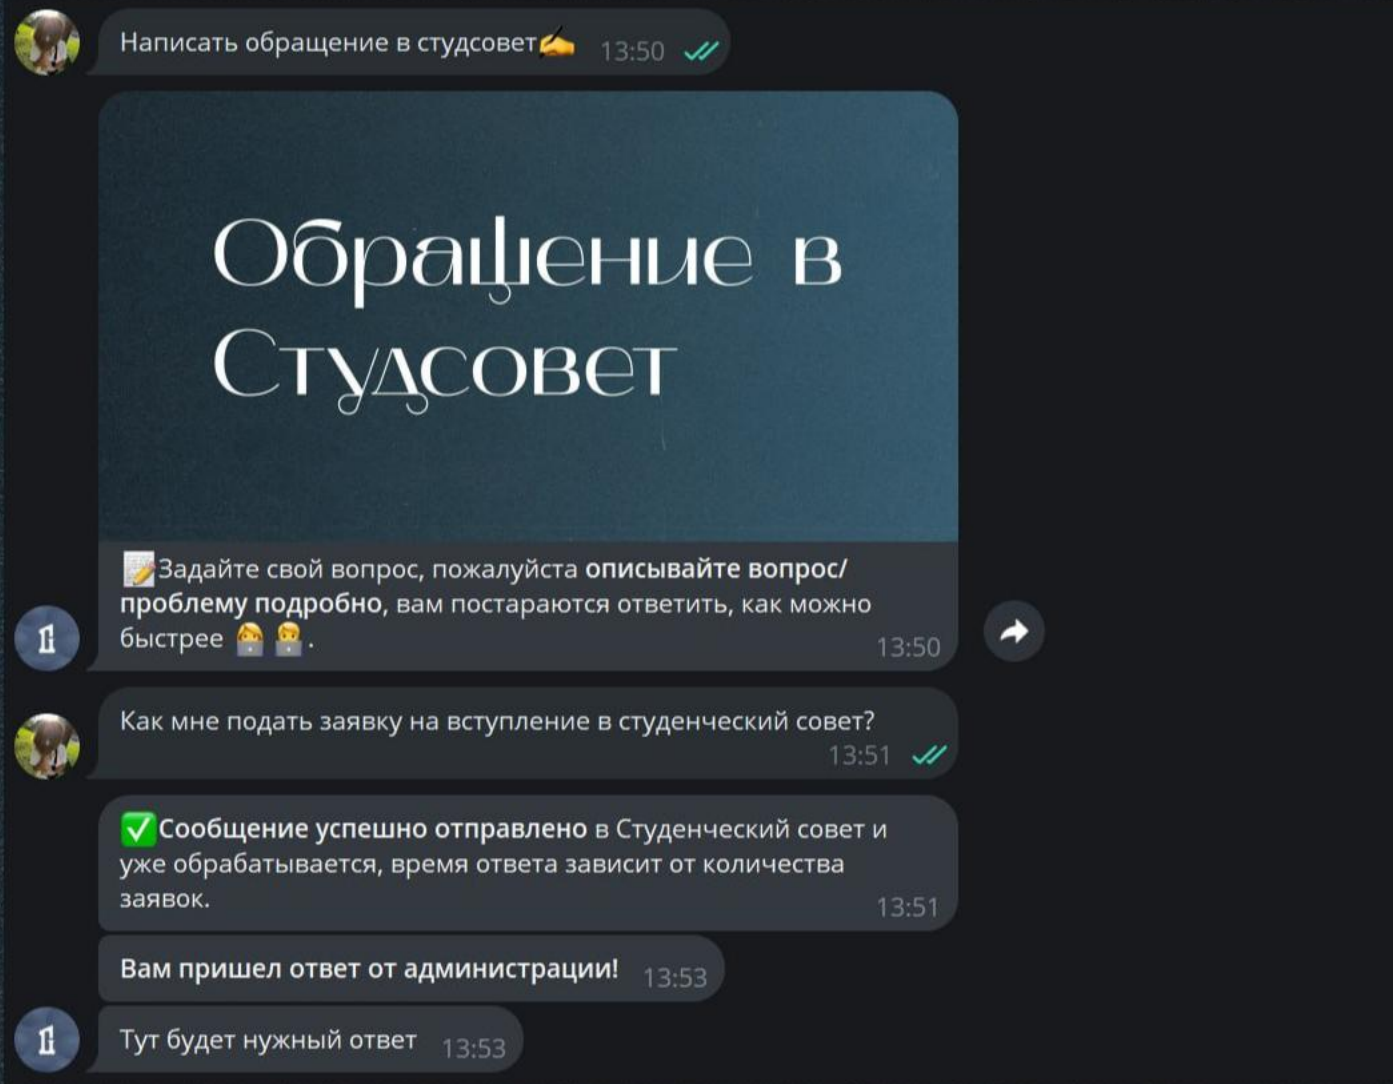 Написать обращение в студсовет✍️ 13:50
Обращение в
Студсовет
📝Задайте свой вопрос, пожалуйста описывайте вопрос/
проблему подробно, вам постараются ответить, как можно
быстрее 👩‍💻 👨‍💻. 13:50
Как мне подать заявку на вступление в студенческий совет?
13:51
✅Сообщение успешно отправлено в Студенческий совет и
уже обрабатывается, время ответа зависит от количества
заявок. 13:51
Вам пришел ответ от администрации! 13:53
Тут будет нужный ответ 13:53